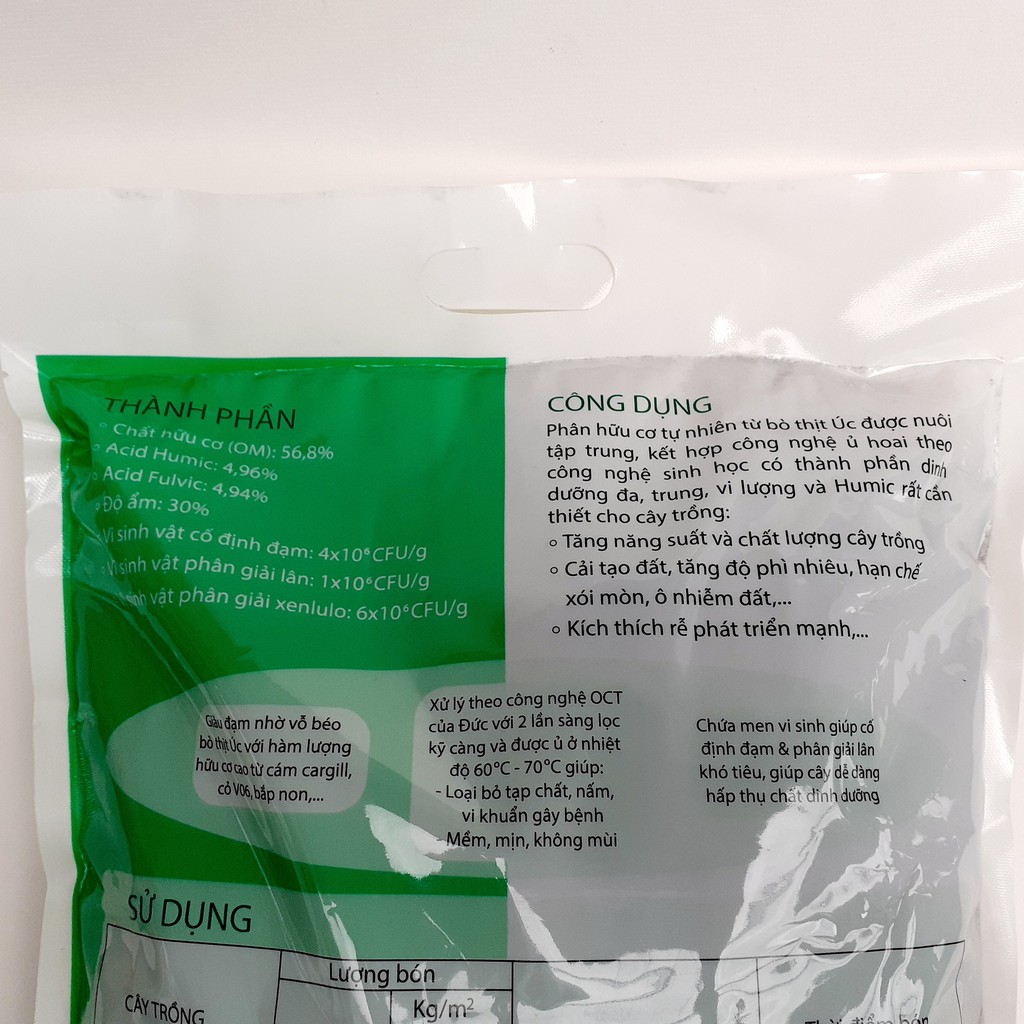 THÀNH PHẦN
Chất hữu cơ (OM): 56,8%
Acid Humic: 4,96%
Acid Fulvic: 4,94%
Độ ẩm: 30%
Vi sinh vật cố định đạm: 4x10⁶CFU/g
Vi sinh vật phân giải lân: 1x10⁶CFU/g
sinh vật phân giải xenlulo: 6x10⁶CFU/g
CÔNG DỤNG
Phân hữu cơ tự nhiên từ bò thịt Úc được nuôi
tập trung, kết hợp công nghệ ủ hoai theo
công nghệ sinh học có thành phần dinh
dưỡng đa, trung, vi lượng và Humic rất cần
thiết cho cây trồng:
Tăng năng suất và chất lượng cây trồng
Cải tạo đất, tăng độ phì nhiêu, hạn chế
xói mòn, ô nhiễm đất,...
Kích thích rễ phát triển mạnh,...
Giàu đạm nhờ vỗ béo
bò thịt Úc với hàm lượng
hữu cơ cao từ cám cargill,
cỏ V06, bắp non,...
Xử lý theo công nghệ OCT
của Đức với 2 lần sàng lọc
kỹ càng và được ủ ở nhiệt
độ 60°C - 70°C giúp:
- Loại bỏ tạp chất, nấm,
vi khuẩn gây bệnh
- Mềm, mịn, không mùi
Chứa men vi sinh giúp cố
định đạm & phân giải lân
khó tiêu, giúp cây dễ dàng
hấp thụ chất dinh dưỡng
SỬ DỤNG
CÂY TRỒNG
Lượng bón
Kg/m²
Thời điểm bón